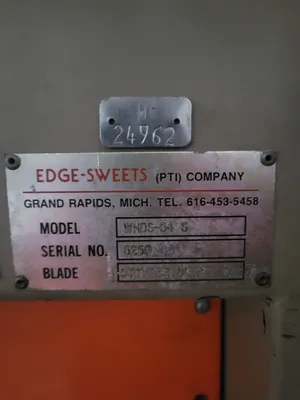 24762
EDGE-SWEETS (PTI) COMPANY
GRAND RAPIDS, MICH. TEL. 616-453-5458
MODEL
SERIAL NO.
BLADE